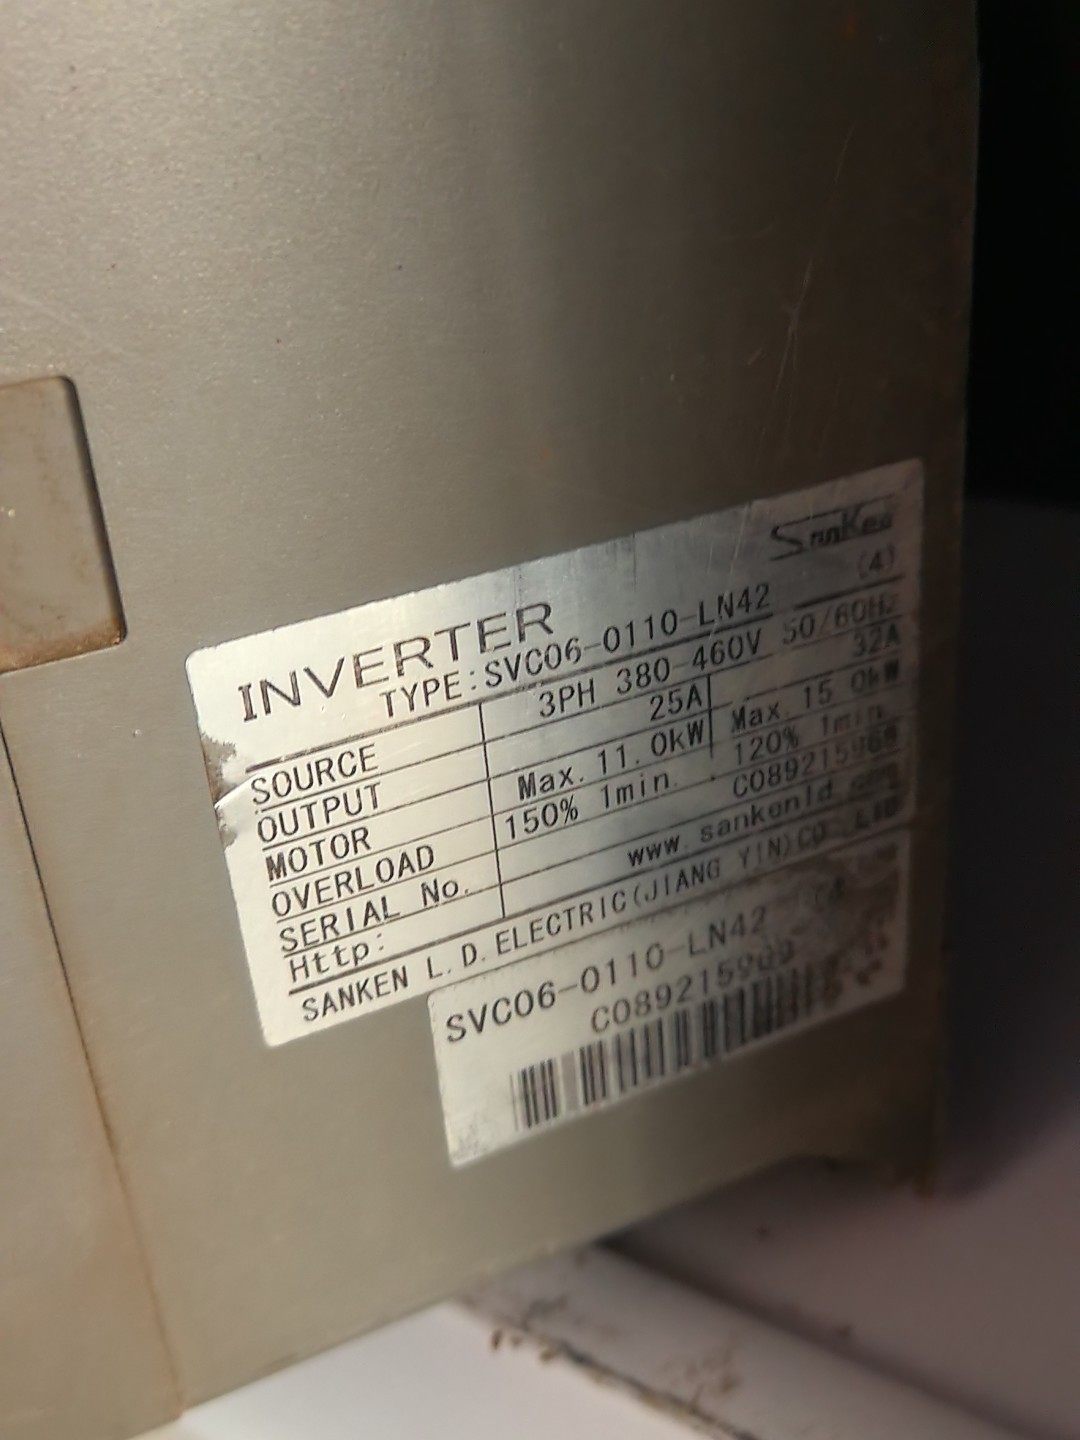 Sanken
INVERTER
(4)
TYPE:SVC06-0110-LN42
SOURCE 3PH 380-460V 50/60Hz
OUTPUT 25A 32A
MOTOR Max. 11.0kW Max. 15.0kW
OVERLOAD 150% 1min. 120% 1min.
SERIAL No.
Http: www.sankenld.com
SANKEN L.D.ELECTRIC(JIANG YIN)CO.,LTD
SVC06-0110-LN42